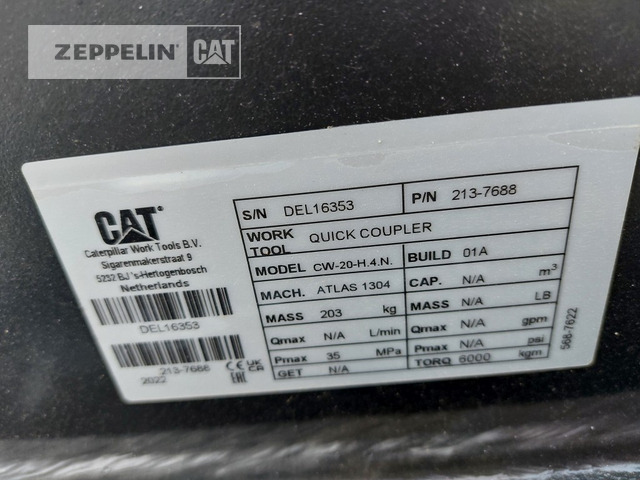 ZEPPELIN CAT
CAT
Caterpillar Work Tools B.V.
Sigarenmakerstraat 9
5232 BJ 's-Hertogenbosch
Netherlands
DEL16353
213-7688
2022
S/N DEL16353 P/N 213-7688
WORK TOOL QUICK COUPLER
MODEL CW-20-H.4.N. BUILD 01A
MACH. ATLAS 1304 CAP. N/A m³
MASS 203 kg MASS N/A LB
Qmax N/A L/min Qmax N/A gpm
Pmax 35 MPa Pmax N/A psi
GET N/A TORQ 6000 kgm
568-7622